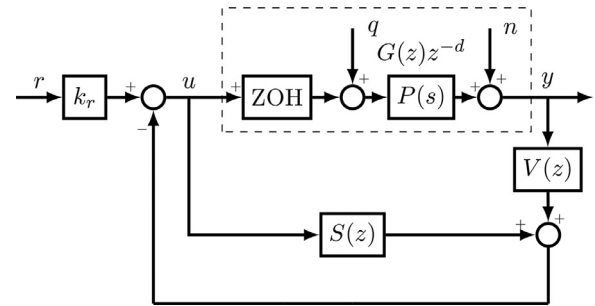 q
G(z)z^{-d}
n
r
k_r
+
−
u
+
ZOH
+
P(s)
+
+
y
V(z)
S(z)
+
+